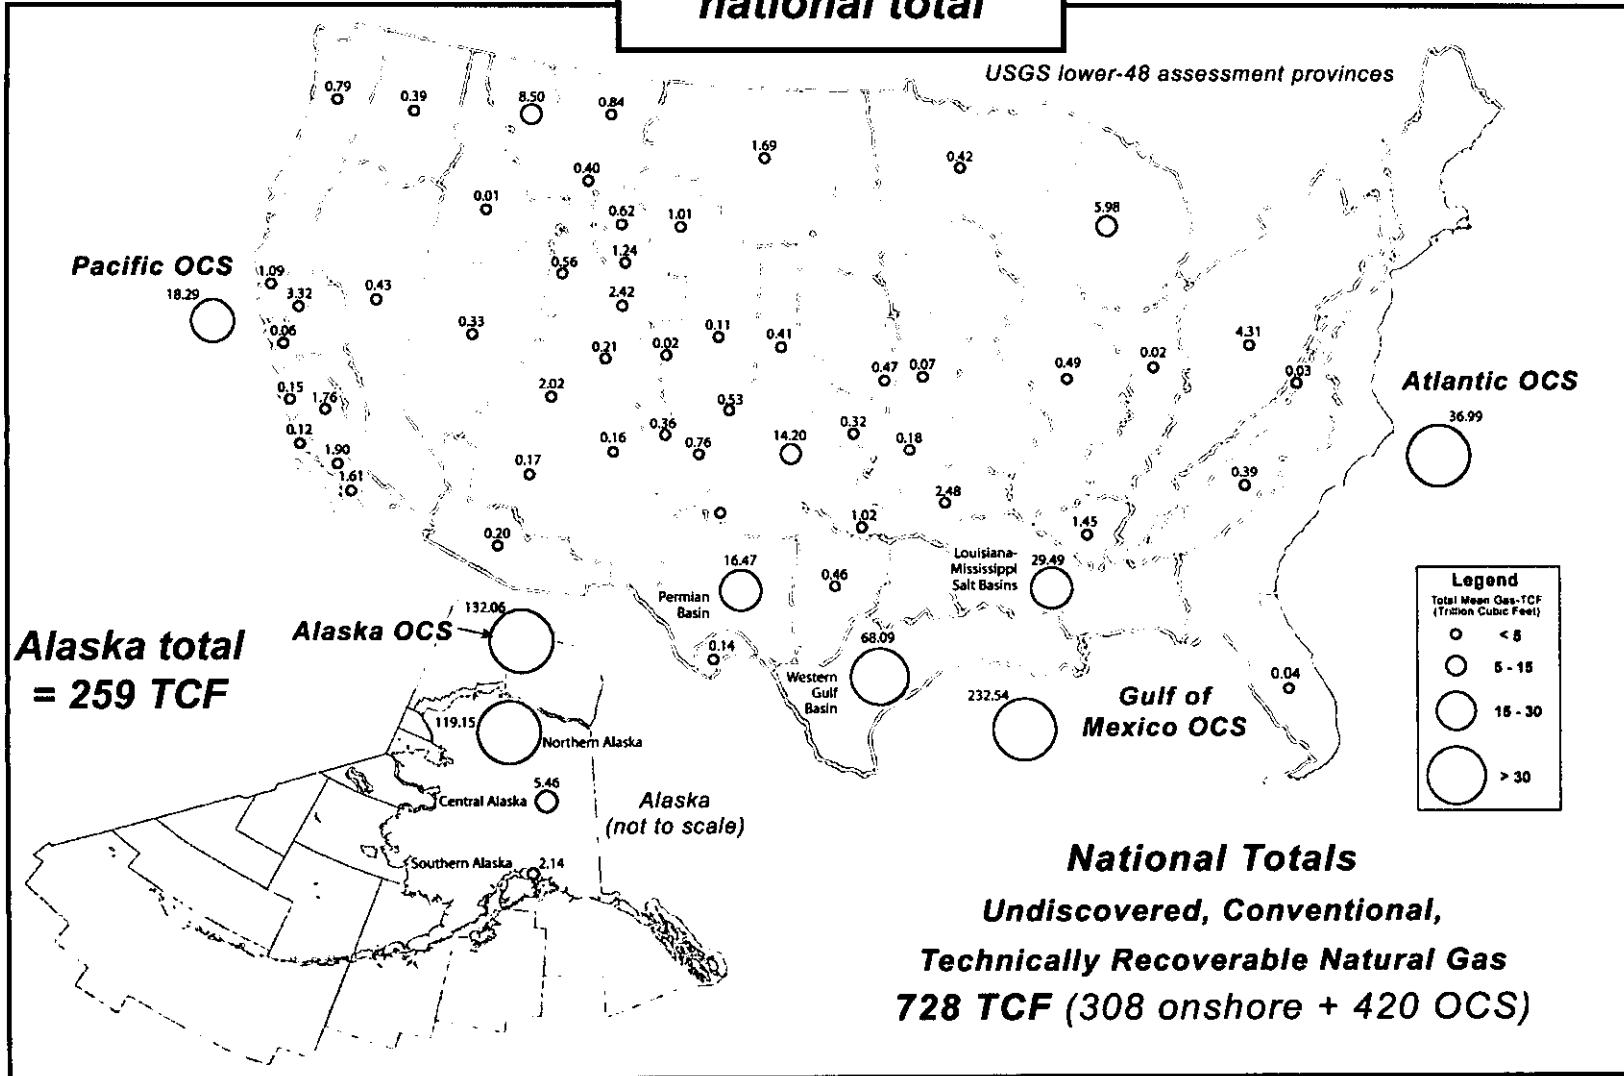 national total
USGS lower-48 assessment provinces
0.79
0.39
8.50
0.84
1.69
0.42
0.40
0.01
0.62
1.01
5.98
1.24
0.56
Pacific OCS
18.29
1.09
3.32
0.43
2.42
0.06
0.33
0.11
0.41
4.31
0.21
0.02
0.47
0.07
0.49
0.02
0.03
Atlantic OCS
36.99
0.15
1.76
2.02
0.53
0.12
0.36
0.32
1.90
0.16
0.76
14.20
0.18
1.61
0.17
0.39
2.48
0.20
1.02
1.45
16.47
Permian
Basin
0.46
Louisiana-
Mississippi
Salt Basins
29.49
Legend
Total Mean Gas-TCF
(Trillion Cubic Feet)
< 5
5 - 15
15 - 30
> 30
132.06
Alaska OCS
Alaska total
= 259 TCF
0.14
68.09
Western
Gulf
Basin
0.04
232.54
Gulf of
Mexico OCS
119.15
Northern Alaska
5.46
Central Alaska
Alaska
(not to scale)
Southern Alaska
2.14
National Totals
Undiscovered, Conventional,
Technically Recoverable Natural Gas
728 TCF (308 onshore + 420 OCS)